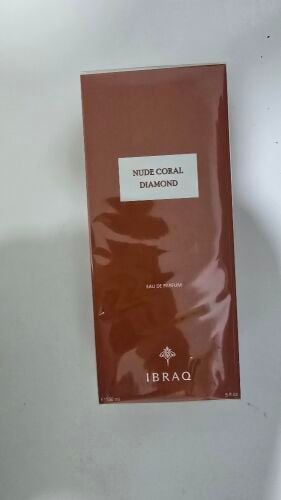 NUDE CORAL
DIAMOND
EAU DE PARFUM
IBRAQ